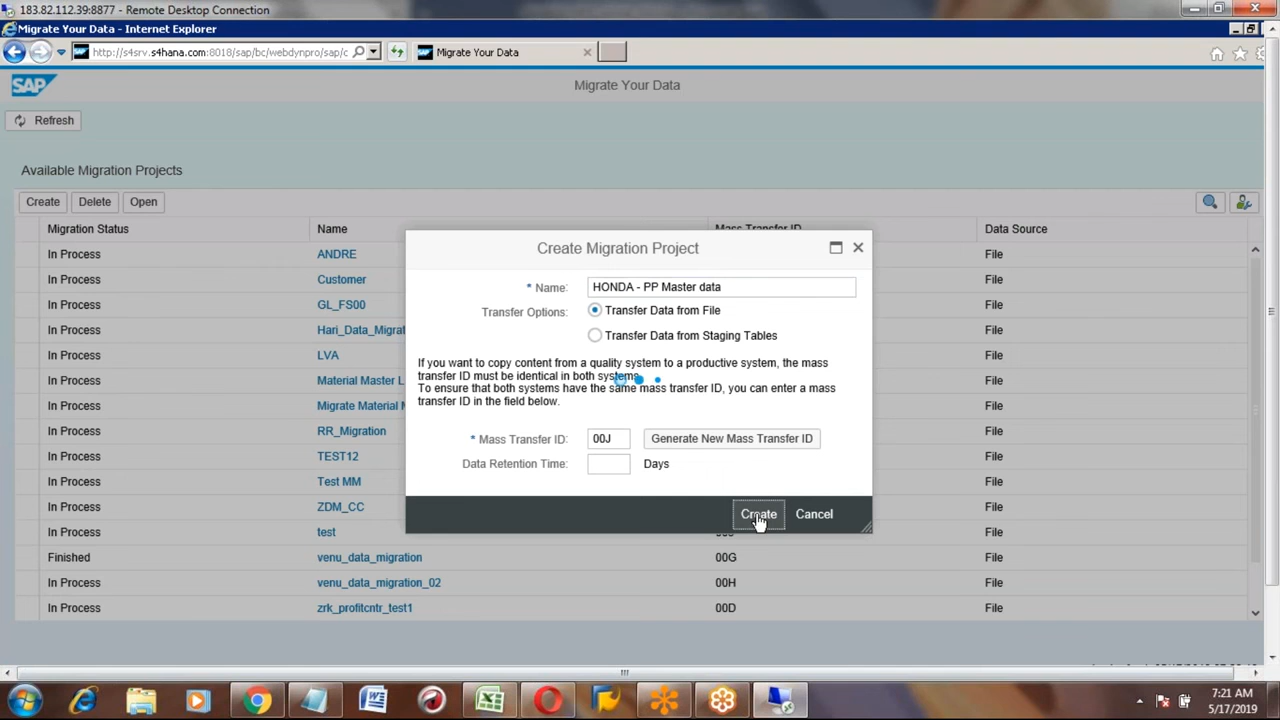 183.82.112.39:8877 - Remote Desktop Connection
Migrate Your Data - Internet Explorer
http://s4srv.s4hana.com:8018/sap/bc/webdynpro/sap/c
Migrate Your Data
SAP
Migrate Your Data
Refresh
Available Migration Projects
Create Delete Open
Migration Status Name Mass Transfer ID Data Source
In Process ANDRE File
In Process Customer File
In Process GL_FS00 File
In Process Hari_Data_Migrat File
In Process LVA File
In Process Material Master L File
In Process Migrate Material M File
In Process RR_Migration File
In Process TEST12 File
In Process Test MM File
In Process ZDM_CC File
In Process test File
Finished venu_data_migration 00G File
In Process venu_data_migration_02 00H File
In Process zrk_profitcntr_test1 00D File
Create Migration Project
* Name: HONDA - PP Master data
Transfer Options: Transfer Data from File
Transfer Data from Staging Tables
If you want to copy content from a quality system to a productive system, the mass
transfer ID must be identical in both systems.
To ensure that both systems have the same mass transfer ID, you can enter a mass
transfer ID in the field below.
* Mass Transfer ID: 00J Generate New Mass Transfer ID
Data Retention Time: Days
Create Cancel
7:21 AM
5/17/2019